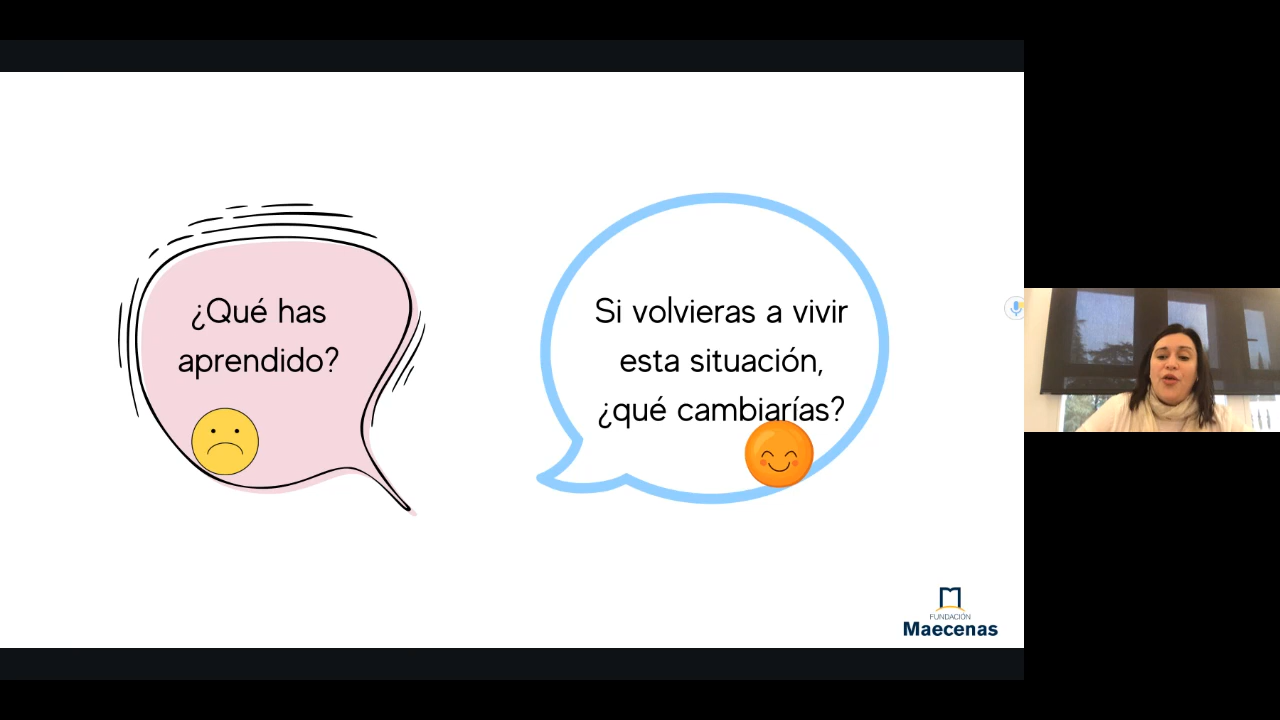 ¿Qué has
aprendido?
Si volvieras a vivir
esta situación,
¿qué cambiarías?
FUNDACIÓN
Maecenas